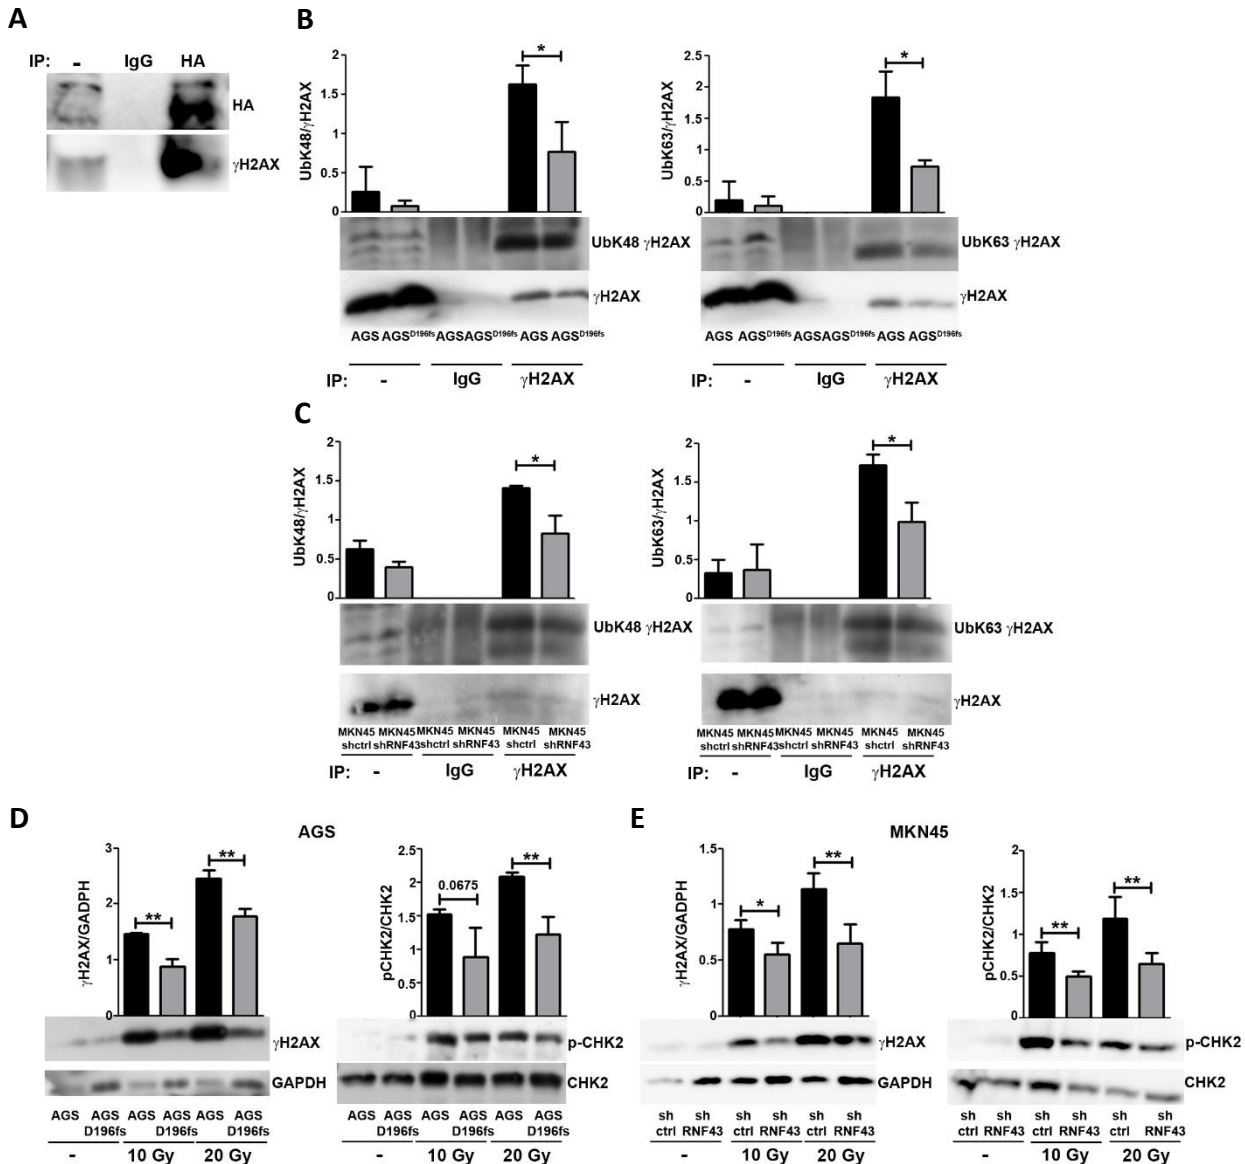 A
IP: - IgG HA
HA
γH2AX
B
UbK48/γH2AX
2
1.5
1
0.5
0
*
UbK48 γH2AX
γH2AX
AGS AGSD196fs AGSAGSD196fs AGS AGSD196fs
IP: - IgG γH2AX
UbK63/γH2AX
2.5
2
1.5
1
0.5
0
*
UbK63 γH2AX
γH2AX
AGS AGSD196fs AGSAGSD196fs AGS AGSD196fs
- IgG γH2AX
C
UbK48/γH2AX
2
1.5
1
0.5
0
*
UbK48 γH2AX
γH2AX
MKN45 MKN45 MKN45 MKN45 MKN45 MKN45
shctrl shRNF43 shctrl shRNF43 shctrl shRNF43
IP: - IgG γH2AX
UbK63/γH2AX
2
1.5
1
0.5
0
*
UbK63 γH2AX
γH2AX
MKN45 MKN45 MKN45 MKN45 MKN45 MKN45
shctrl shRNF43 shctrl shRNF43 shctrl shRNF43
IP: - IgG γH2AX
D
AGS
γH2AX/GADPH
3
2
1
0
** **
γH2AX
GAPDH
AGS AGS AGS AGS AGS AGS
D196fs D196fs D196fs
- 10 Gy 20 Gy
pCHK2/CHK2
2.5
2
1.5
1
0.5
0
0.0675 **
p-CHK2
CHK2
AGS AGS AGS AGS AGS AGS
D196fs D196fs D196fs
- 10 Gy 20 Gy
E
MKN45
γH2AX/GADPH
1.5
1
0.5
0
* **
γH2AX
GAPDH
sh sh sh sh sh sh
ctrl RNF43 ctrl RNF43 ctrl RNF43
- 10 Gy 20 Gy
pCHK2/CHK2
2
1.5
1
0.5
0
** **
p-CHK2
CHK2
sh sh sh sh sh sh
ctrl RNF43 ctrl RNF43 ctrl RNF43
- 10 Gy 20 Gy